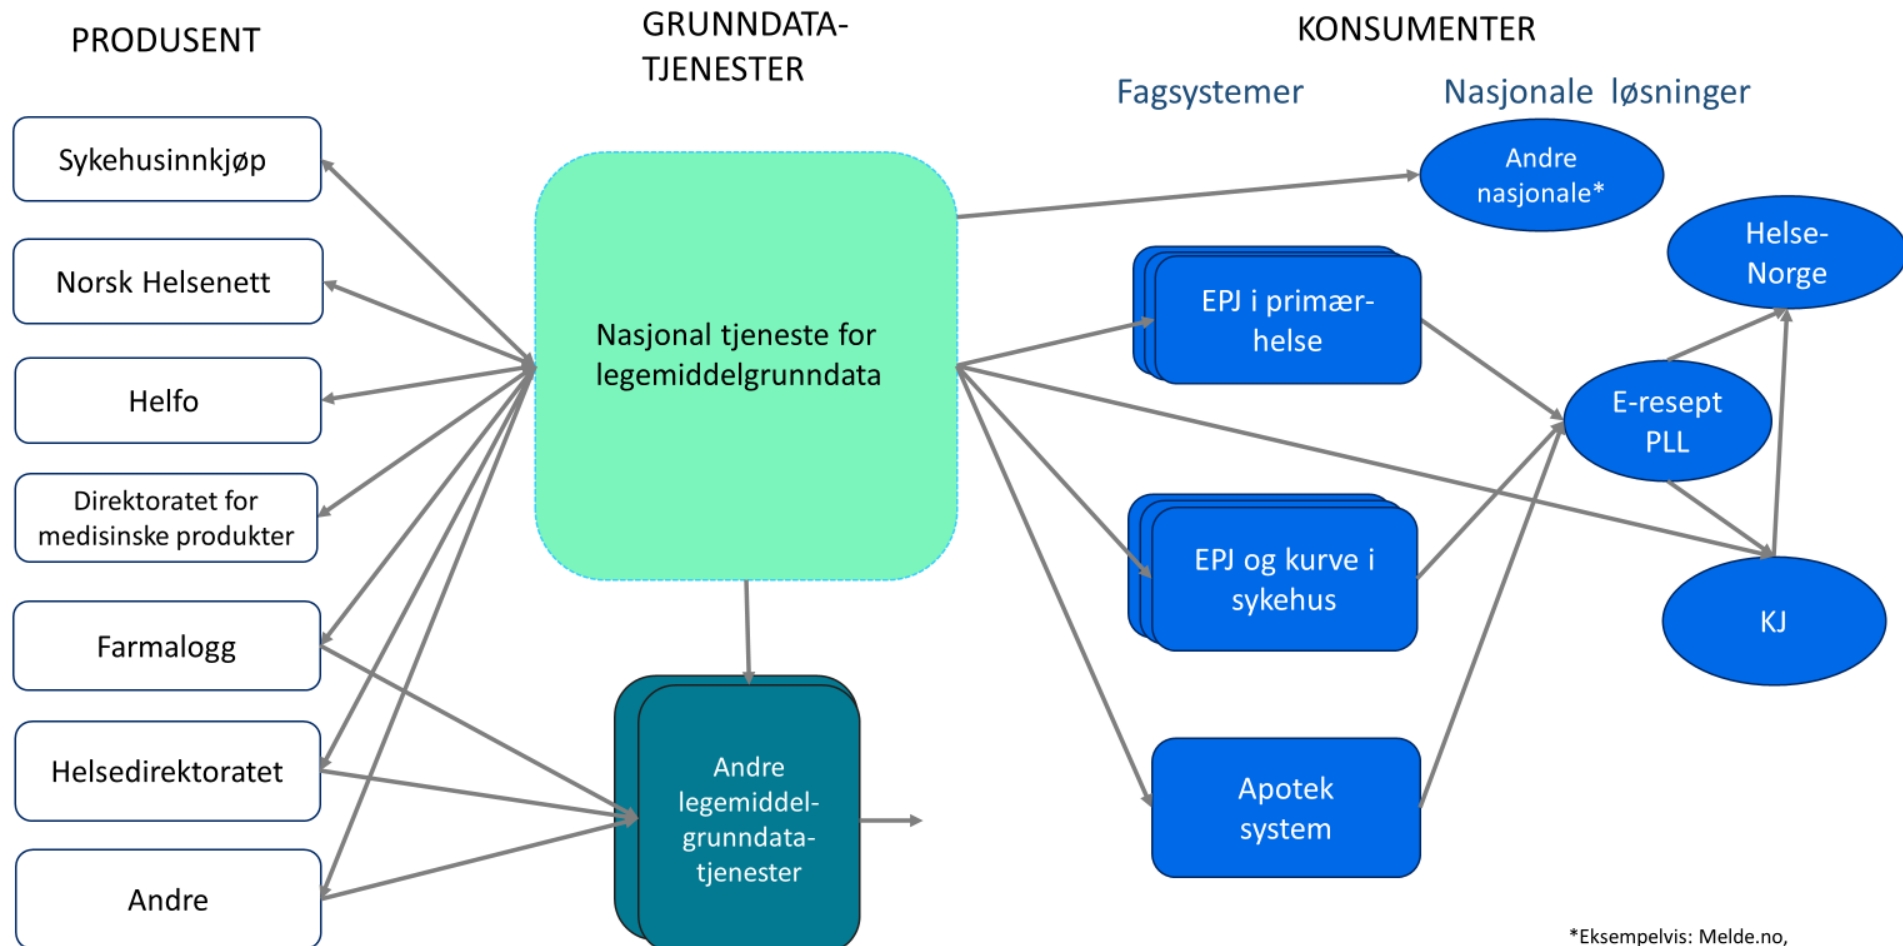 PRODUSENT
GRUNNDATA-
TJENESTER
KONSUMENTER
Fagsystemer
Nasjonale løsninger
Sykehusinnkjøp
Norsk Helsenett
Helfo
Direktoratet for
medisinske produkter
Farmalogg
Helsedirektoratet
Andre
Nasjonal tjeneste for
legemiddelgrunndata
Andre
legemiddel-
grunndata-
tjenester
EPJ i primær-
helse
EPJ og kurve i
sykehus
Apotek
system
Andre
nasjonale*
Helse-
Norge
E-resept
PLL
KJ
*Eksempelvis: Melde.no,